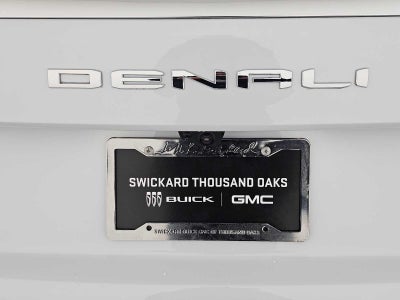 DENALI
SWICKARD THOUSAND OAKS
BUICK | GMC